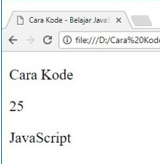 Cara Kode - Belajar Java
file:///D:/Cara%20Kod
Cara Kode
25
JavaScript